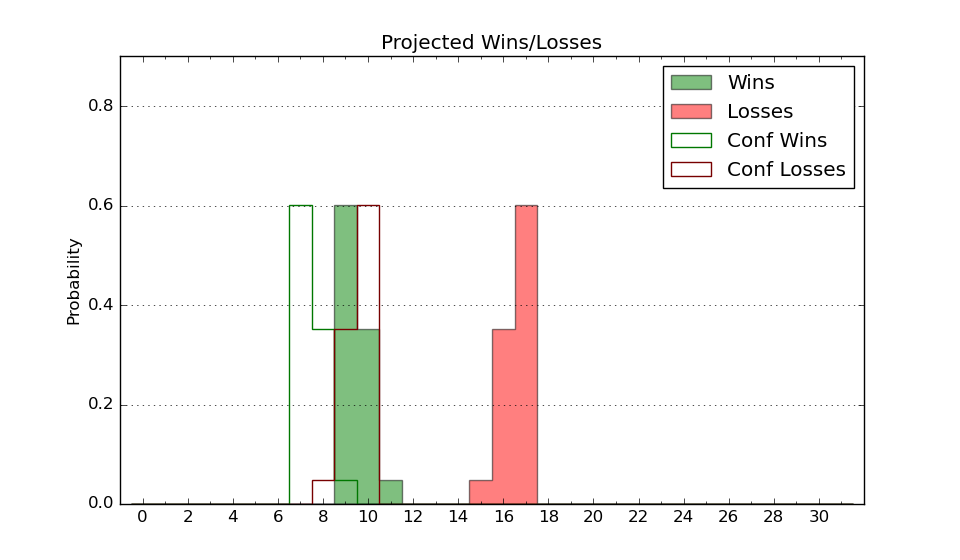 Projected Wins/Losses
Wins
Losses
Conf Wins
Conf Losses
Probability
0.8
0.6
0.4
0.2
0.0
0 2 4 6 8 10 12 14 16 18 20 22 24 26 28 30